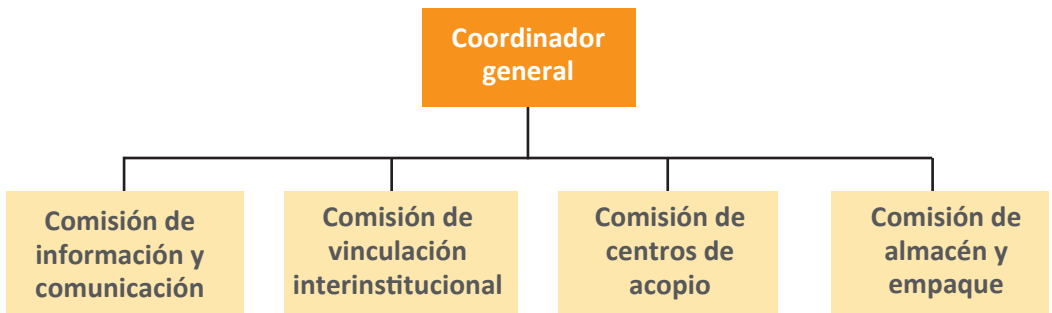 Coordinador
general
Comisión de
información y
comunicación
Comisión de
vinculación
interinstitucional
Comisión de
centros de
acopio
Comisión de
almacén y
empaque